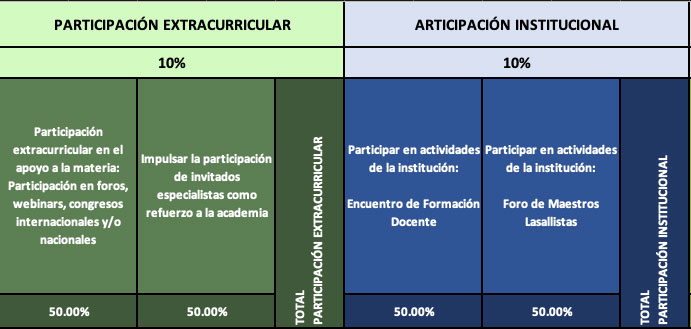 PARTICIPACIÓN EXTRACURRICULAR
ARTICIPACIÓN INSTITUCIONAL
10%
10%
Participación
extracurricular en el
apoyo a la materia:
Participación en foros,
webinars, congresos
internacionales y/o
nacionales
Impulsar la participación
de invitados
especialistas como
refuerzo a la academia
TOTAL
PARTICIPACIÓN EXTRACURRICULAR
Participar en actividades
de la institución:
Encuentro de Formación
Docente
Participar en actividades
de la institución:
Foro de Maestros
Lasallistas
TOTAL
PARTICIPACIÓN INSTITUCIONAL
50.00%
50.00%
50.00%
50.00%